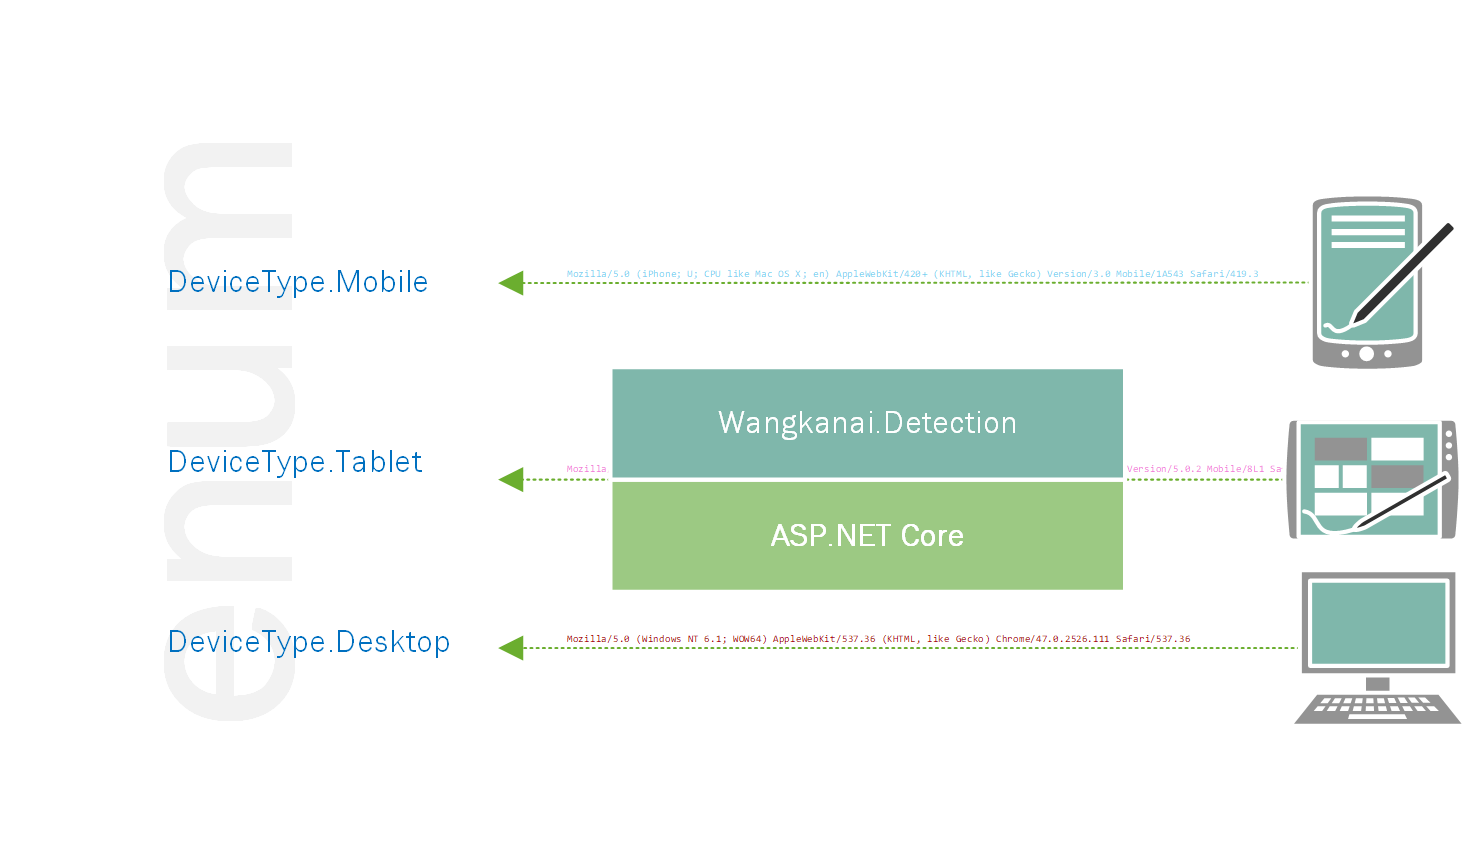 enum
DeviceType.Mobile
Mozilla/5.0 (iPhone; U; CPU like Mac OS X; en) AppleWebKit/420+ (KHTML, like Gecko) Version/3.0 Mobile/1A543 Safari/419.3
Wangkanai.Detection
DeviceType.Tablet
Mozilla
Version/5.0.2 Mobile/8L1 Sa
ASP.NET Core
DeviceType.Desktop
Mozilla/5.0 (Windows NT 6.1; WOW64) AppleWebKit/537.36 (KHTML, like Gecko) Chrome/47.0.2526.111 Safari/537.36